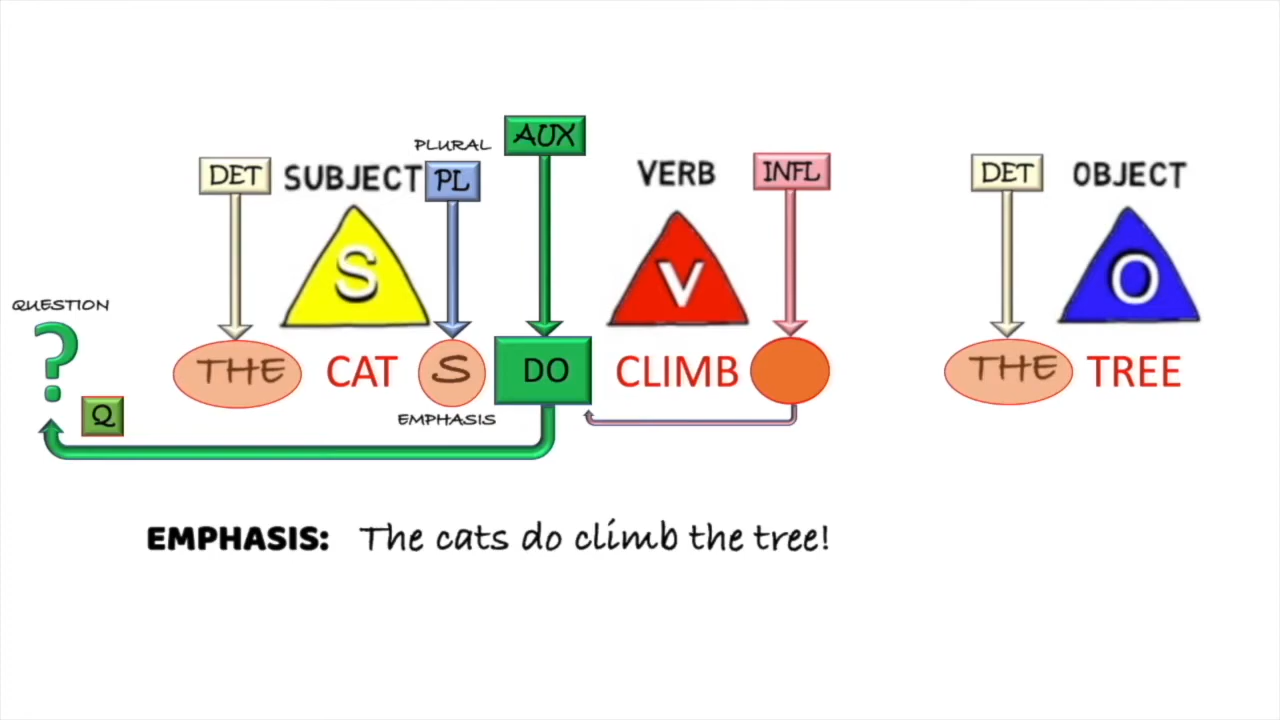 AUX
PLURAL
DET SUBJECT PL VERB INFL DET OBJECT
S V O
QUESTION
?
THE CAT S DO CLIMB THE TREE
Q
EMPHASIS
EMPHASIS: The cats do climb the tree!